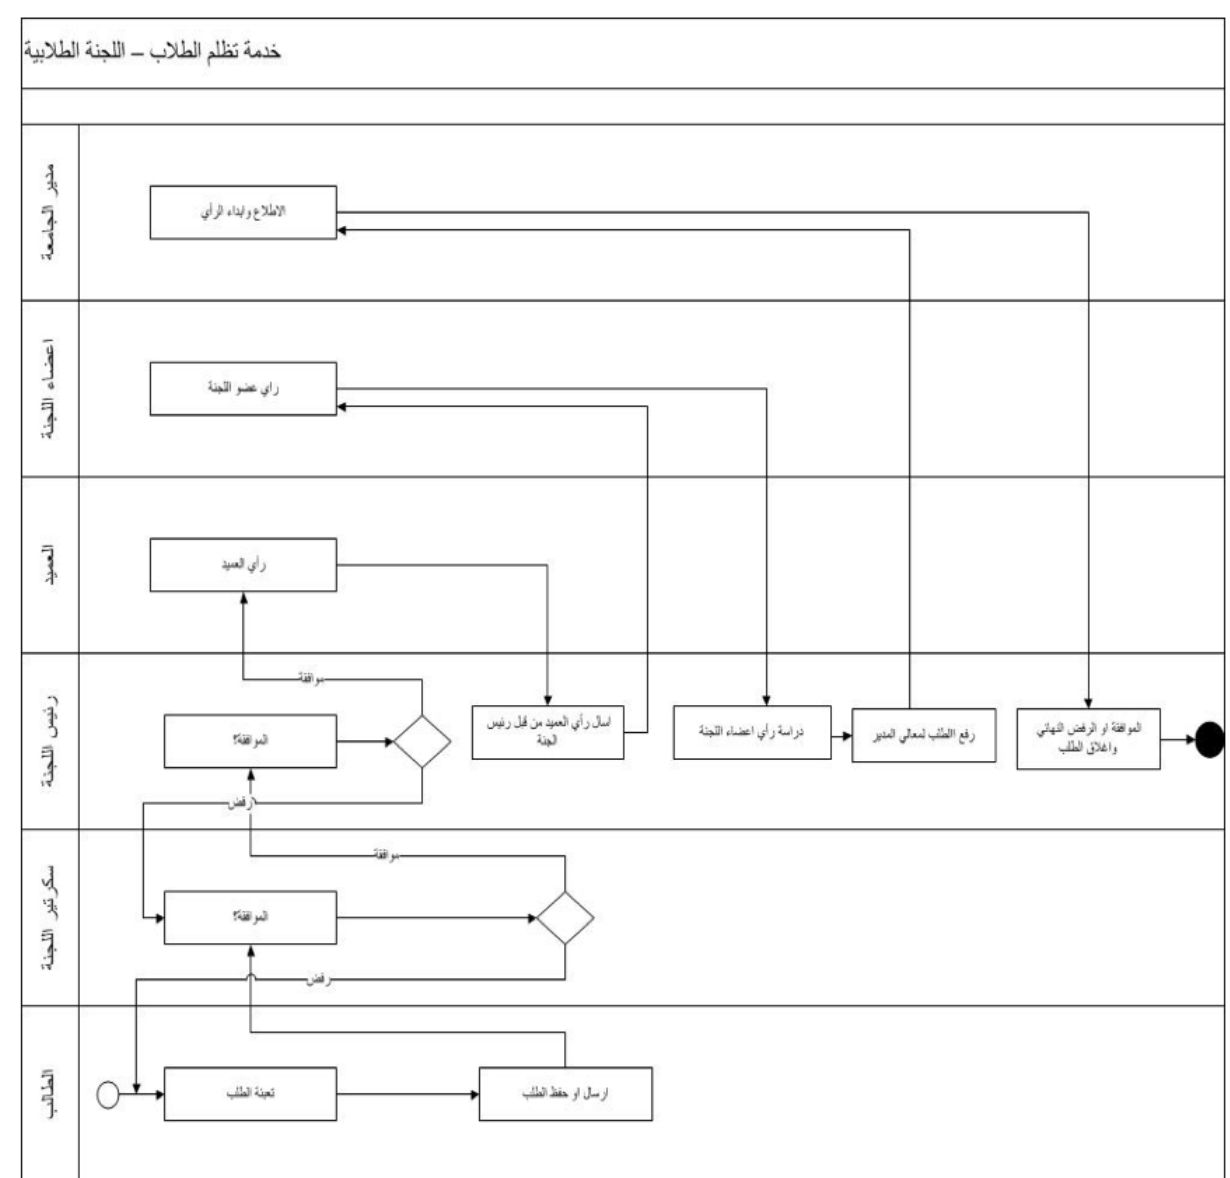 خدمة تظلم الطلاب – اللجنة الطلابية
مدير الجامعة
الاطلاع وابداء الرأي
اعضاء اللجنة
راي عضو اللجنة
العميد
رأي العميد
رئيس اللجنة
موافقة
الموافقة؟
اسال رأي العميد من قبل رئيس
الجنة
دراسة رأي اعضاء اللجنة
رفع االطلب لمعالي المدير
الموافقة او الرفض النهائي
واغلاق الطلب
رفض
سكرتير اللجنة
موافقة
الموافقة؟
رفض
الطالب
تعبئة الطلب
ارسال او حفظ الطلب